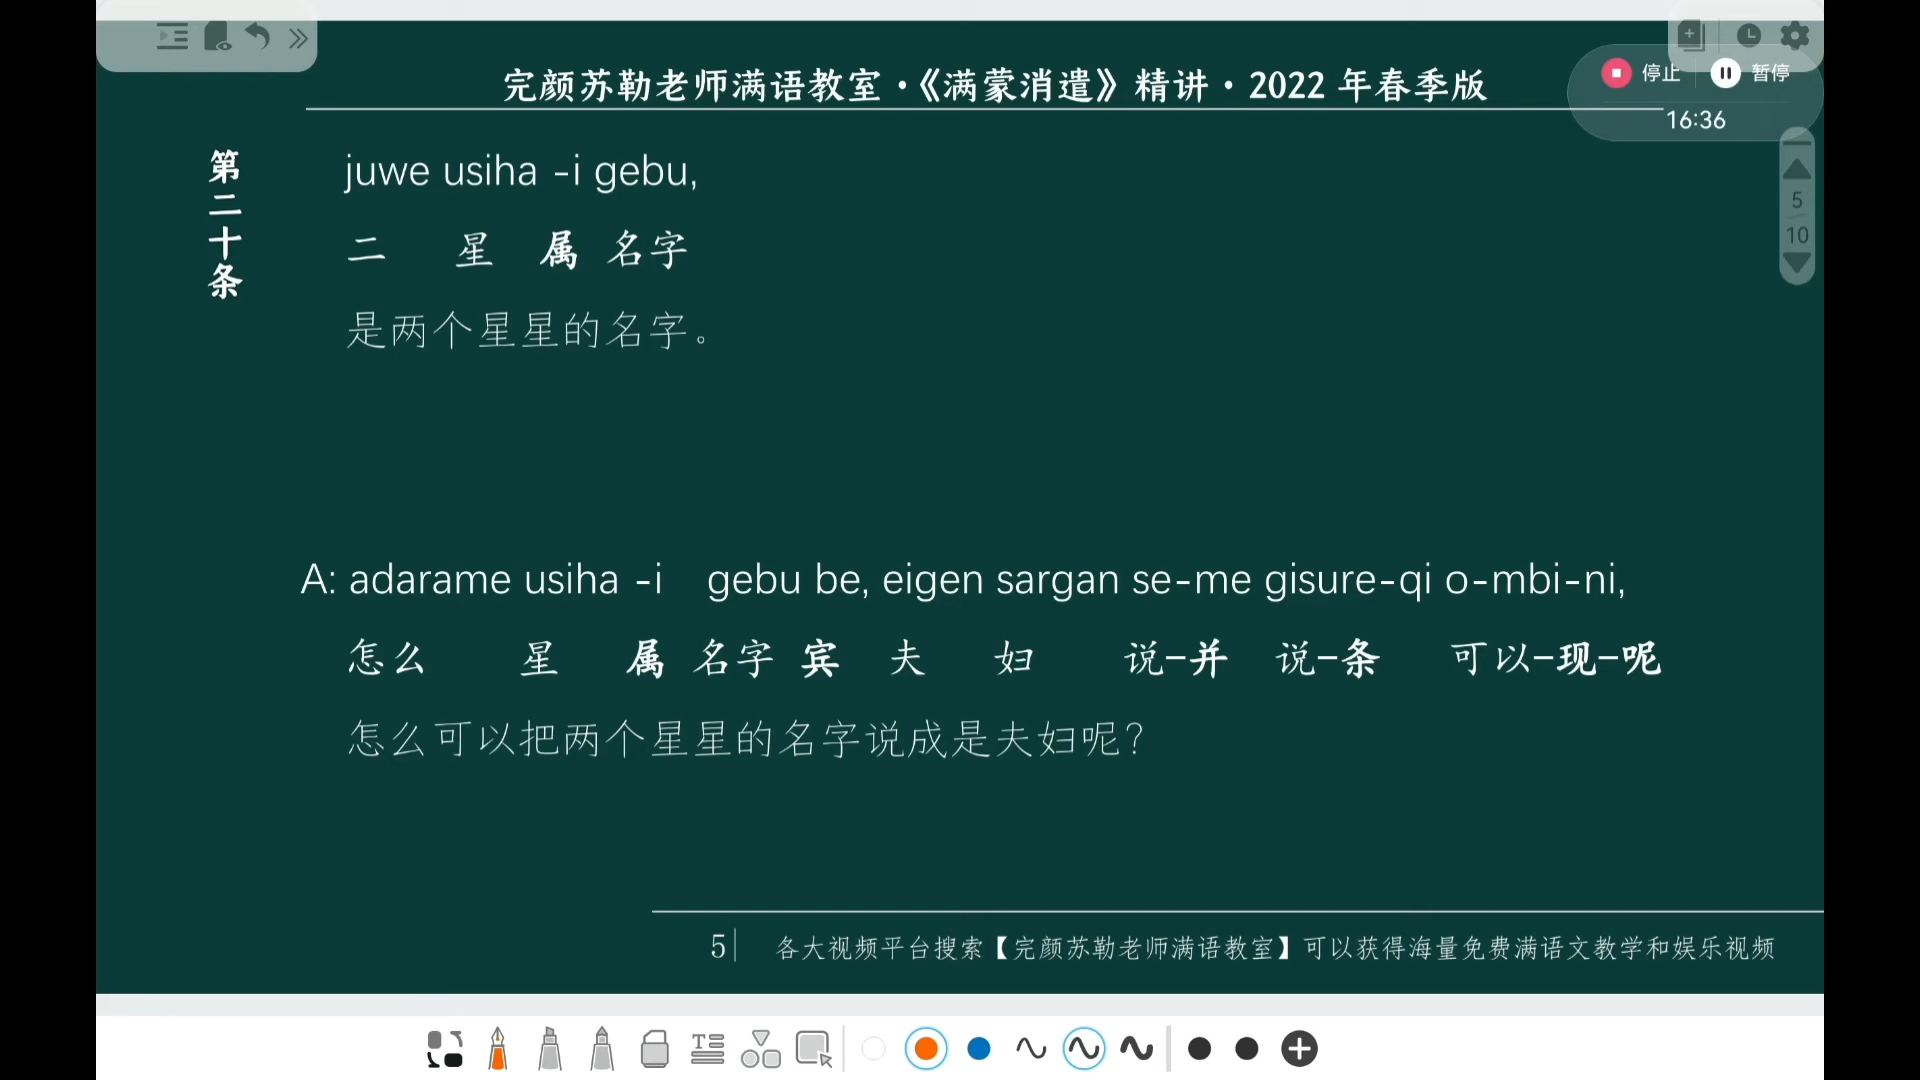 完颜苏勒老师满语教室·《满蒙消遣》精讲·2022 年春季版
停止 暂停
16:36
5
10
第二十条
juwe usiha -i gebu,
二 星 属 名字
是两个星星的名字。
A: adarame usiha -i gebu be, eigen sargan se-me gisure-qi o-mbi-ni,
怎么 星 属 名字 宾 夫 妇 说-并 说-条 可以-现-呢
怎么可以把两个星星的名字说成是夫妇呢？
5 各大视频平台搜索【完颜苏勒老师满语教室】可以获得海量免费满语文教学和娱乐视频